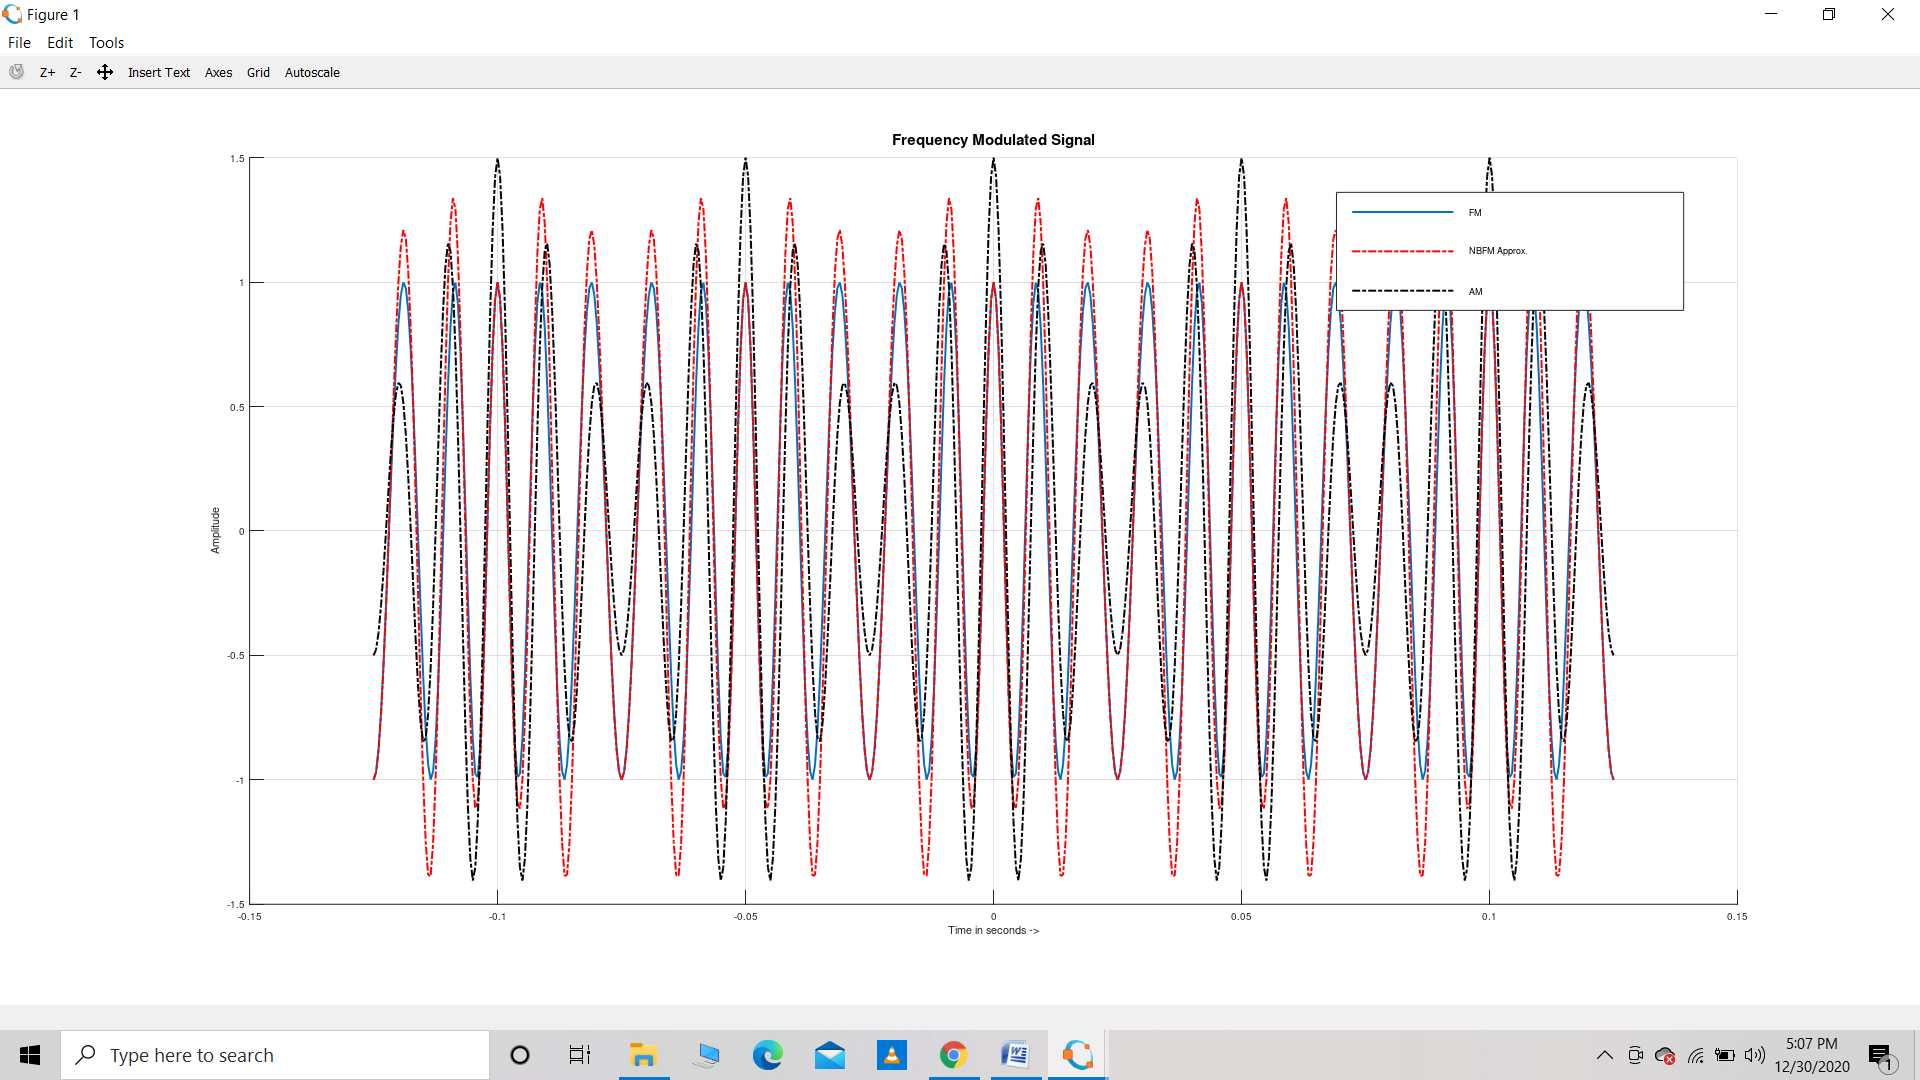 Figure 1
File Edit Tools
Z+ Z- Insert Text Axes Grid Autoscale
Frequency Modulated Signal
1.5
1
0.5
0
-0.5
-1
-1.5
Amplitude
FM
NBFM Approx.
AM
-0.15 -0.1 -0.05 0 0.05 0.1 0.15
Time in seconds ->
Type here to search
5:07 PM
12/30/2020
1